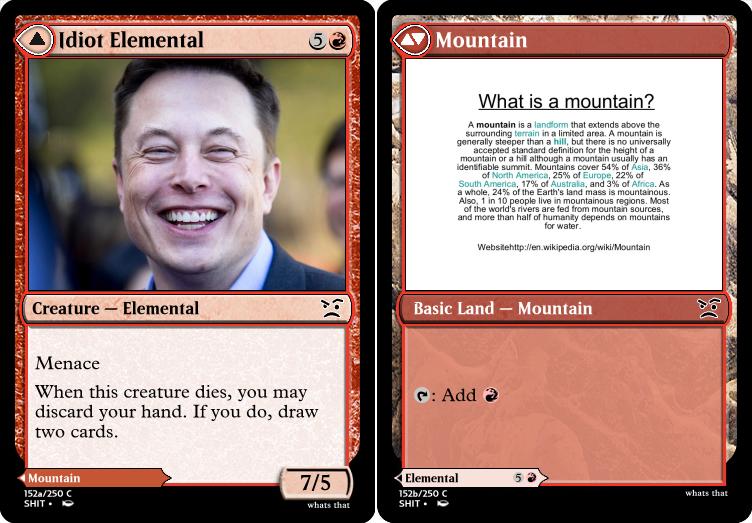 Idiot Elemental 5
Creature — Elemental
Menace
When this creature dies, you may
discard your hand. If you do, draw
two cards.
Mountain
7/5
152a/250 C
SHIT •
whats that
Mountain
What is a mountain?
A mountain is a landform that extends above the
surrounding terrain in a limited area. A mountain is
generally steeper than a hill, but there is no universally
accepted standard definition for the height of a
mountain or a hill although a mountain usually has an
identifiable summit. Mountains cover 54% of Asia, 36%
of North America, 25% of Europe, 22% of
South America, 17% of Australia, and 3% of Africa. As
a whole, 24% of the Earth's land mass is mountainous.
Also, 1 in 10 people live in mountainous regions. Most
of the world's rivers are fed from mountain sources,
and more than half of humanity depends on mountains
for water.
Websitehttp://en.wikipedia.org/wiki/Mountain
Basic Land — Mountain
: Add
Elemental 5
152b/250 C
SHIT •
whats that